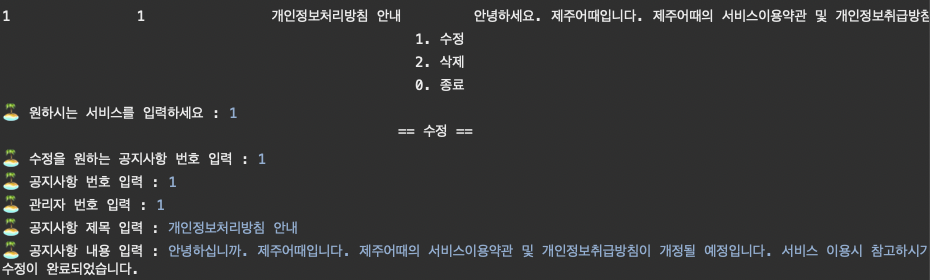 1 1 개인정보처리방침 안내 안녕하세요. 제주어때입니다. 제주어때의 서비스이용약관 및 개인정보취급방침
1. 수정
2. 삭제
0. 종료
원하시는 서비스를 입력하세요 : 1
== 수정 ==
수정을 원하는 공지사항 번호 입력 : 1
공지사항 번호 입력 : 1
관리자 번호 입력 : 1
공지사항 제목 입력 : 개인정보처리방침 안내
공지사항 내용 입력 : 안녕하십니까. 제주어때입니다. 제주어때의 서비스이용약관 및 개인정보취급방침이 개정될 예정입니다. 서비스 이용시 참고하시기
수정이 완료되었습니다.